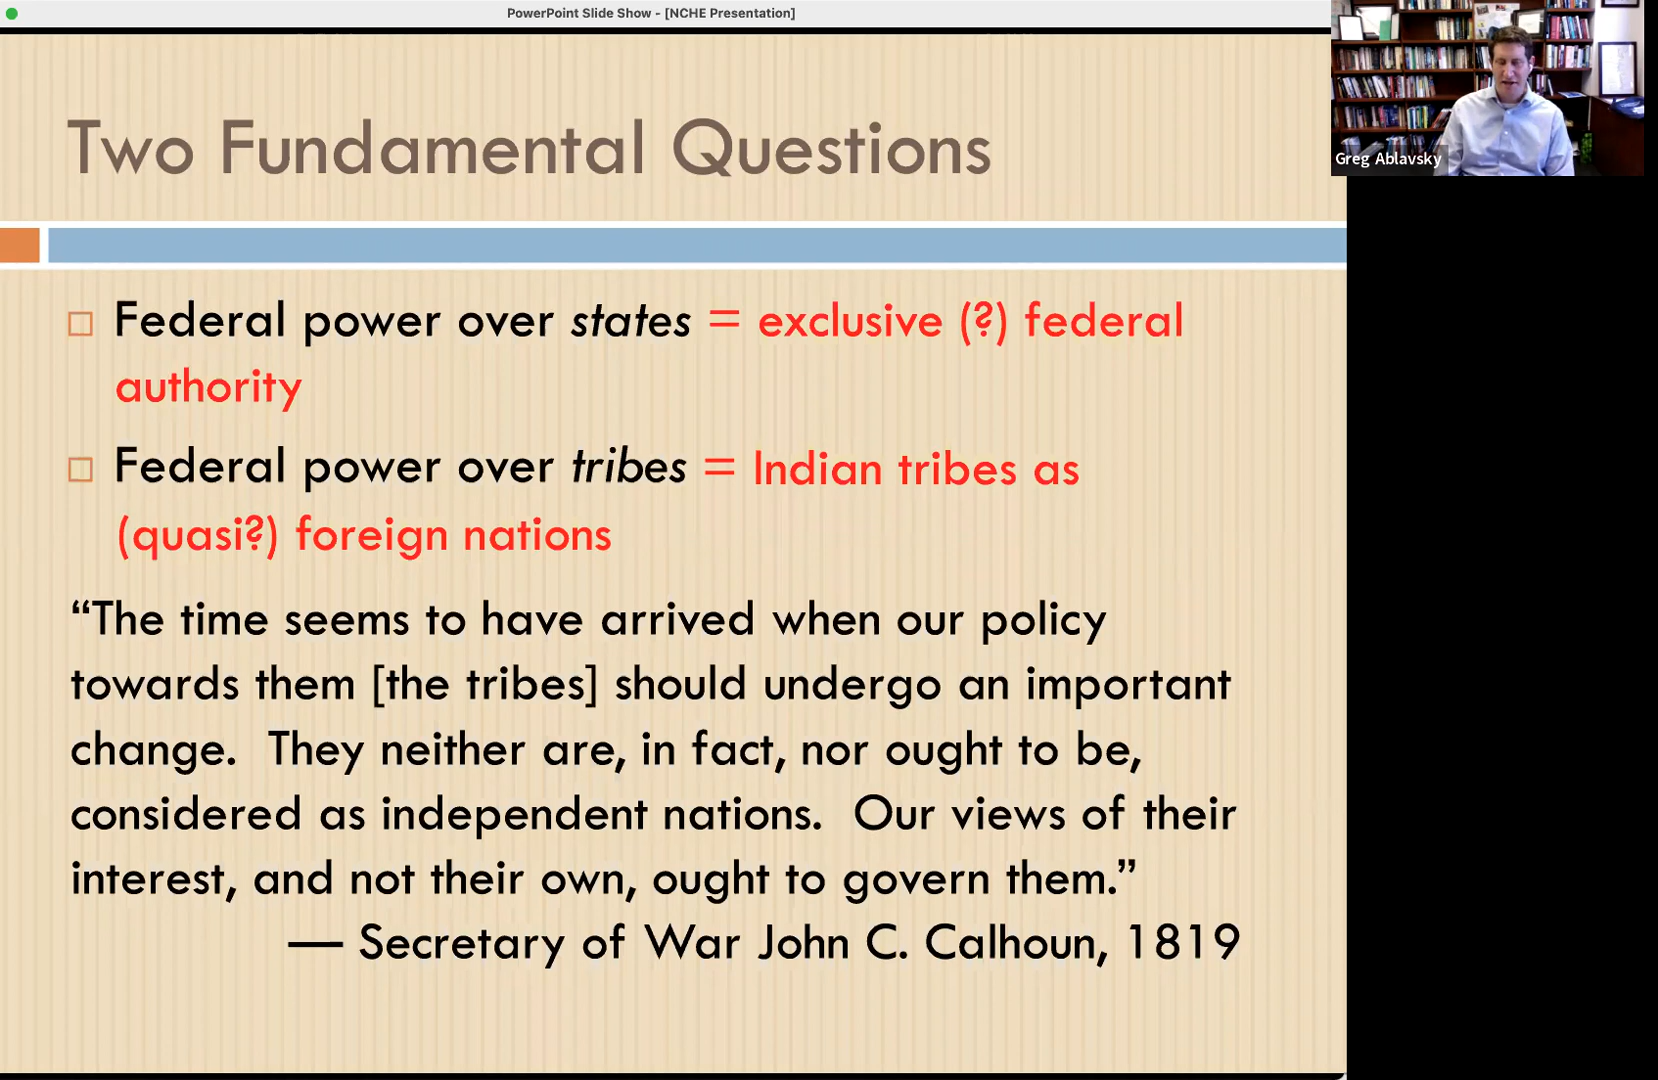 PowerPoint Slide Show - [NCHE Presentation]
Greg Ablavsky
Two Fundamental Questions
Federal power over states = exclusive (?) federal
authority
Federal power over tribes = Indian tribes as
(quasi?) foreign nations
“The time seems to have arrived when our policy
towards them [the tribes] should undergo an important
change.  They neither are, in fact, nor ought to be,
considered as independent nations.  Our views of their
interest, and not their own, ought to govern them.”
— Secretary of War John C. Calhoun, 1819